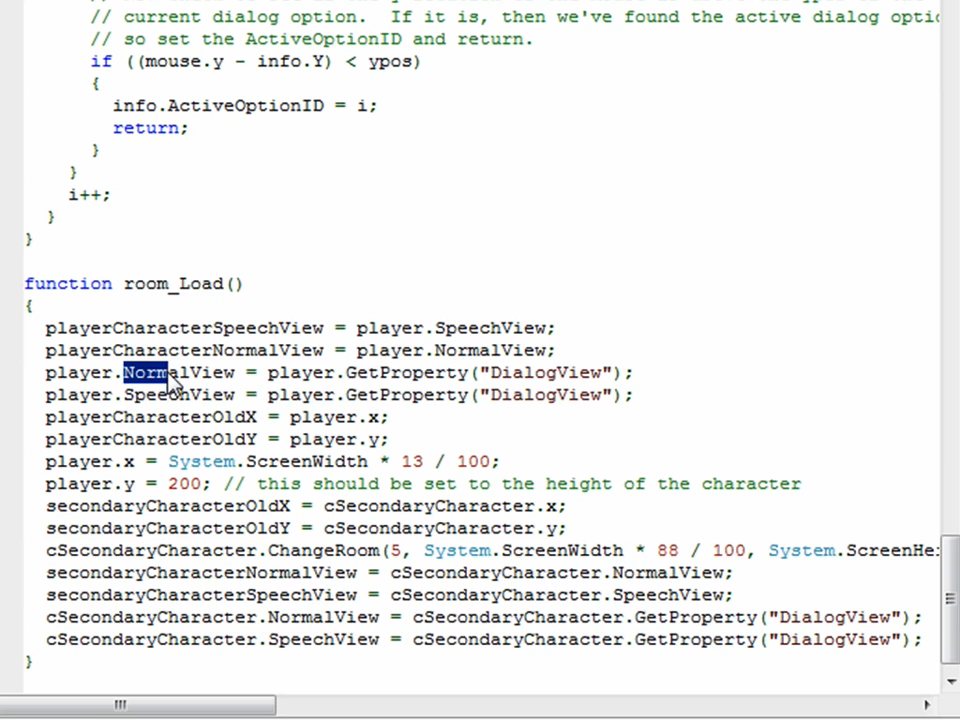 // current dialog option.  If it is, then we've found the active dialog optio
// so set the ActiveOptionID and return.
if ((mouse.y - info.Y) < ypos)
{
info.ActiveOptionID = i;
return;
}
}
i++;
}
}
function room_Load()
{
playerCharacterSpeechView = player.SpeechView;
playerCharacterNormalView = player.NormalView;
player.NormalView = player.GetProperty("DialogView");
player.SpeechView = player.GetProperty("DialogView");
playerCharacterOldX = player.x;
playerCharacterOldY = player.y;
player.x = System.ScreenWidth * 13 / 100;
player.y = 200; // this should be set to the height of the character
secondaryCharacterOldX = cSecondaryCharacter.x;
secondaryCharacterOldY = cSecondaryCharacter.y;
cSecondaryCharacter.ChangeRoom(5, System.ScreenWidth * 88 / 100, System.ScreenHei
secondaryCharacterNormalView = cSecondaryCharacter.NormalView;
secondaryCharacterSpeechView = cSecondaryCharacter.SpeechView;
cSecondaryCharacter.NormalView = cSecondaryCharacter.GetProperty("DialogView");
cSecondaryCharacter.SpeechView = cSecondaryCharacter.GetProperty("DialogView");
}